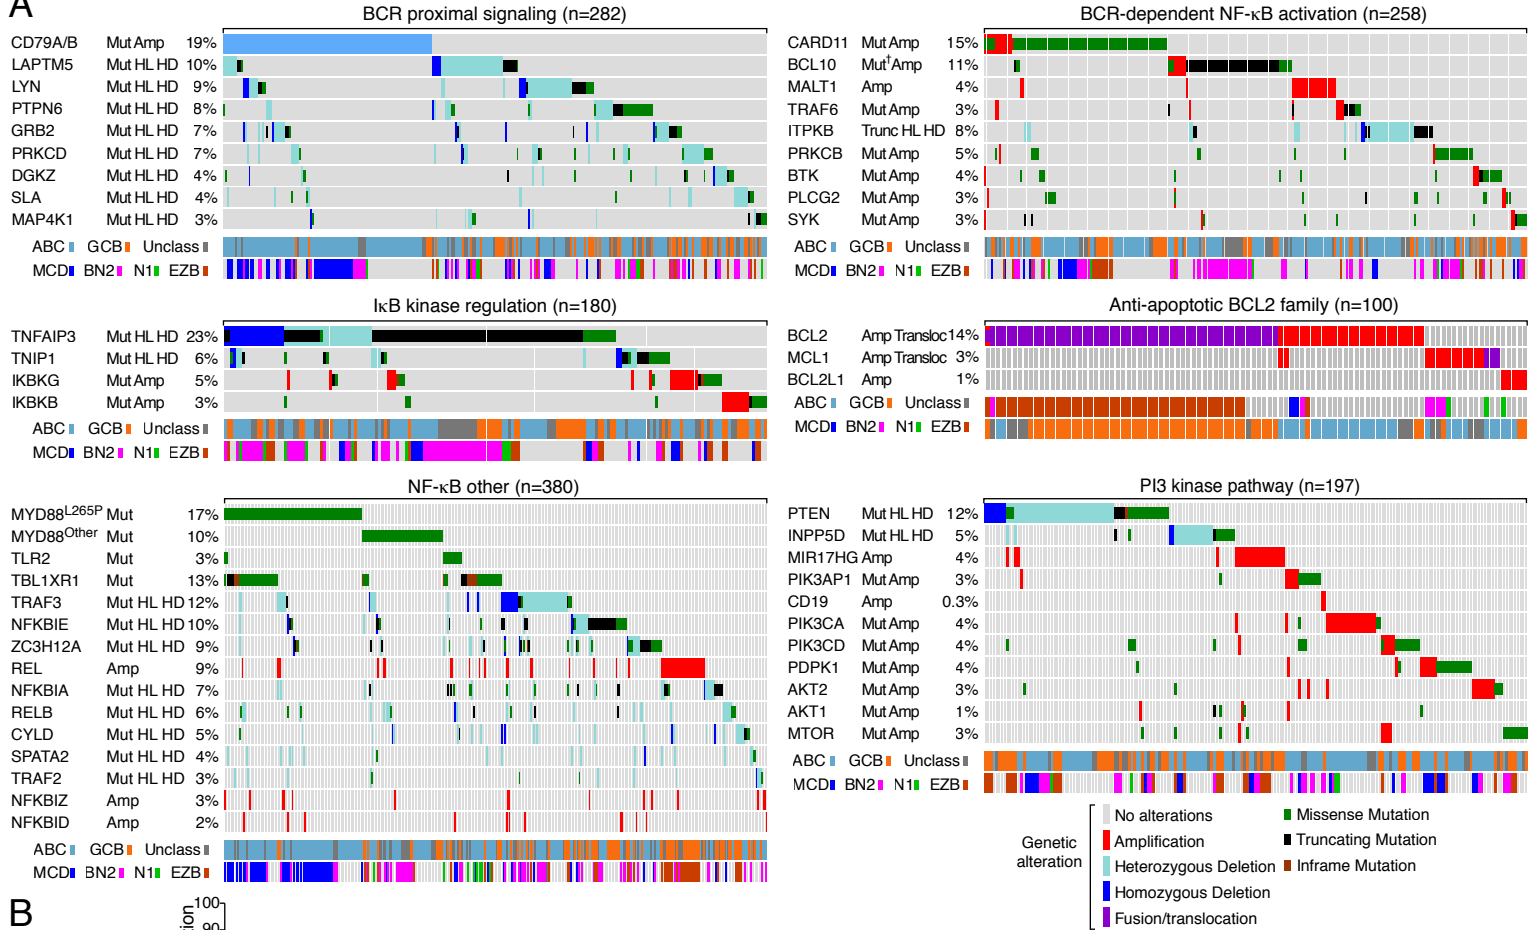 A
BCR proximal signaling (n=282)
CD79A/B Mut Amp 19%
LAPTM5 Mut HL HD 10%
LYN Mut HL HD 9%
PTPN6 Mut HL HD 8%
GRB2 Mut HL HD 7%
PRKCD Mut HL HD 7%
DGKZ Mut HL HD 4%
SLA Mut HL HD 4%
MAP4K1 Mut HL HD 3%
ABC GCB Unclass
MCD BN2 N1 EZB
BCR-dependent NF-κB activation (n=258)
CARD11 Mut Amp 15%
BCL10 Mut†Amp 11%
MALT1 Amp 4%
TRAF6 Mut Amp 3%
ITPKB Trunc HL HD 8%
PRKCB Mut Amp 5%
BTK Mut Amp 4%
PLCG2 Mut Amp 3%
SYK Mut Amp 3%
ABC GCB Unclass
MCD BN2 N1 EZB
IκB kinase regulation (n=180)
TNFAIP3 Mut HL HD 23%
TNIP1 Mut HL HD 6%
IKBKG Mut Amp 5%
IKBKB Mut Amp 3%
ABC GCB Unclass
MCD BN2 N1 EZB
Anti-apoptotic BCL2 family (n=100)
BCL2 Amp Transloc 14%
MCL1 Amp Transloc 3%
BCL2L1 Amp 1%
ABC GCB Unclass
MCD BN2 N1 EZB
NF-κB other (n=380)
MYD88L265P Mut 17%
MYD88Other Mut 10%
TLR2 Mut 3%
TBL1XR1 Mut 13%
TRAF3 Mut HL HD 12%
NFKBIE Mut HL HD 10%
ZC3H12A Mut HL HD 9%
REL Amp 9%
NFKBIA Mut HL HD 7%
RELB Mut HL HD 6%
CYLD Mut HL HD 5%
SPATA2 Mut HL HD 4%
TRAF2 Mut HL HD 3%
NFKBIZ Amp 3%
NFKBID Amp 2%
ABC GCB Unclass
MCD BN2 N1 EZB
PI3 kinase pathway (n=197)
PTEN Mut HL HD 12%
INPP5D Mut HL HD 5%
MIR17HG Amp 4%
PIK3AP1 Mut Amp 3%
CD19 Amp 0.3%
PIK3CA Mut Amp 4%
PIK3CD Mut Amp 4%
PDPK1 Mut Amp 4%
AKT2 Mut Amp 3%
AKT1 Mut Amp 1%
MTOR Mut Amp 3%
ABC GCB Unclass
MCD BN2 N1 EZB
Genetic
alteration
No alterations
Amplification
Heterozygous Deletion
Homozygous Deletion
Fusion/translocation
Missense Mutation
Truncating Mutation
Inframe Mutation
B
100
90